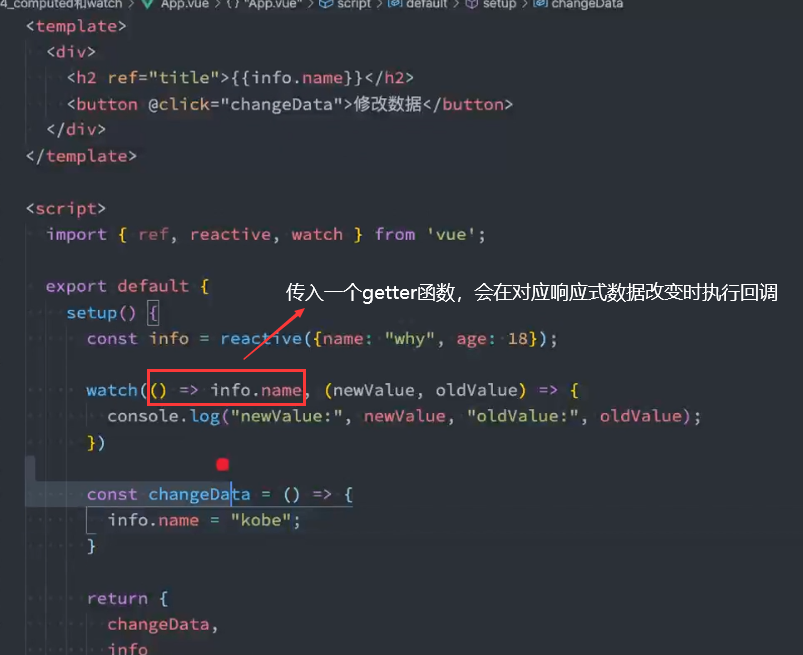 4_computed和watch > App.vue > {} "App.vue" > script > default > setup > changeData
<template>
<div>
<h2 ref="title">{{info.name}}</h2>
<button @click="changeData">修改数据</button>
</div>
</template>
<script>
import { ref, reactive, watch } from 'vue';
export default {
传入一个getter函数，会在对应响应式数据改变时执行回调
setup() {
const info = reactive({name: "why", age: 18});
watch(() => info.name, (newValue, oldValue) => {
console.log("newValue:", newValue, "oldValue:", oldValue);
})
const changeData = () => {
info.name = "kobe";
}
return {
changeData,
info